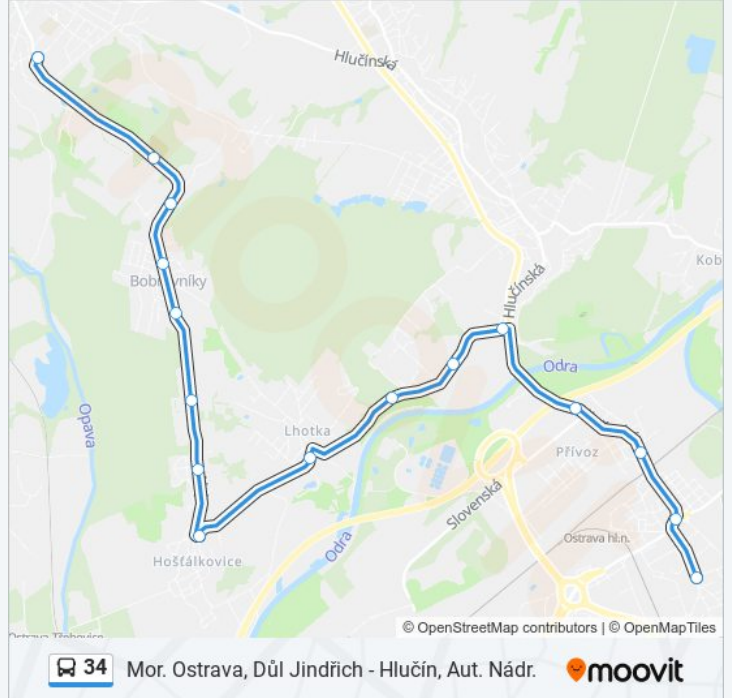 Hlučínská
Kob
Bobrovníky
Hlučínská
Odra
Opava
Lhotka
Přívoz
Slovenská
Ostrava hl.n.
Odra
Hošťálkovice
Ostrava Třebovice
© OpenStreetMap contributors | © OpenMapTiles
34 Mor. Ostrava, Důl Jindřich - Hlučín, Aut. Nádr. moovit